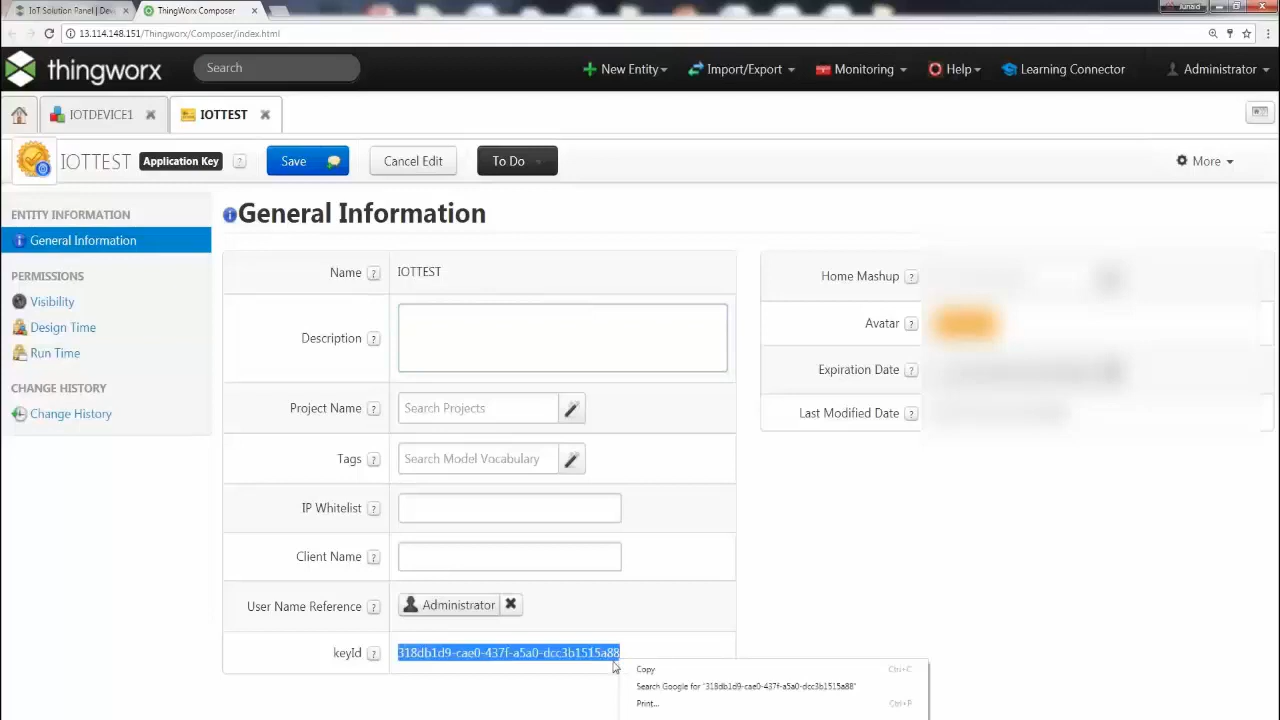 IoT Solution Panel | Dev
ThingWorx Composer
Junaid
13.114.148.151/Thingworx/Composer/index.html
thingworx
Search
New Entity
Import/Export
Monitoring
Help
Learning Connector
Administrator
IOTDEVICE1
IOTTEST
IOTTEST
Application Key
?
Save
Cancel Edit
To Do
More
ENTITY INFORMATION
General Information
PERMISSIONS
Visibility
Design Time
Run Time
CHANGE HISTORY
Change History
General Information
Name ?
IOTTEST
Description ?
Project Name ?
Search Projects
Tags ?
Search Model Vocabulary
IP Whitelist ?
Client Name ?
User Name Reference ?
Administrator
keyId ?
318db1d9-cae0-437f-a5a0-dcc3b1515a88
Home Mashup ?
Avatar ?
Expiration Date ?
Last Modified Date ?
Copy Ctrl+C
Search Google for "318db1d9-cae0-437f-a5a0-dcc3b1515a88"
Print... Ctrl+P